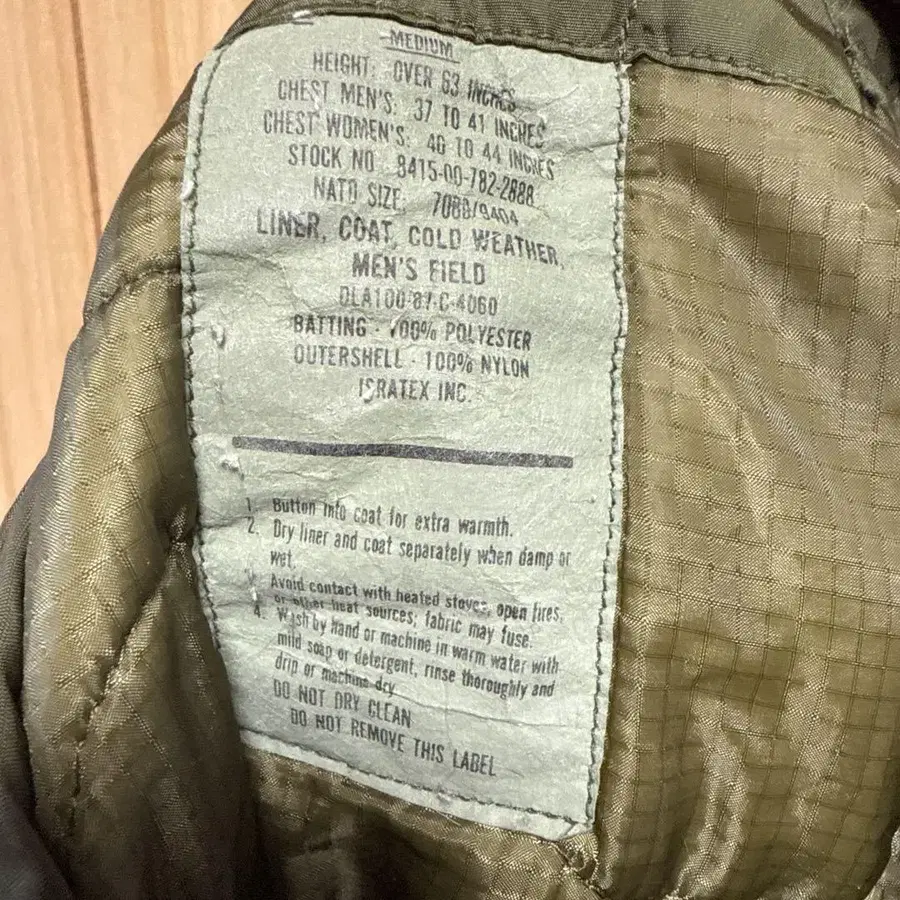 MEDIUM
HEIGHT: OVER 63 INCHES
CHEST MEN'S: 37 TO 41 INCHES
CHEST WOMEN'S: 40 TO 44 INCHES
STOCK NO. 8415-00-782-2888
NATO SIZE: 7080/9404
LINER, COAT, COLD WEATHER,
MEN'S FIELD
DLA100-87-C-4060
BATTING - 100% POLYESTER
OUTERSHELL - 100% NYLON
ISRATEX INC.
1. Button into coat for extra warmth.
2. Dry liner and coat separately when damp or
wet.
Avoid contact with heated stoves, open fires,
or other heat sources; fabric may fuse.
4. Wash by hand or machine in warm water with
mild soap or detergent, rinse thoroughly and
drip or machine dry
DO NOT DRY CLEAN
DO NOT REMOVE THIS LABEL